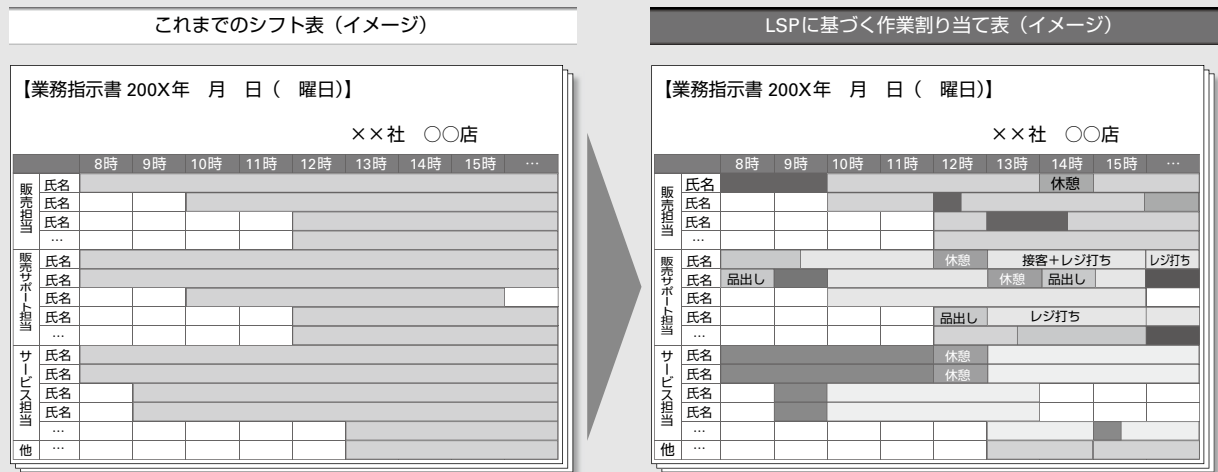 これまでのシフト表（イメージ）
【業務指示書 200X年　月　日（　曜日）】
××社　○○店
8時 9時 10時 11時 12時 13時 14時 15時 …
販売担当
氏名
氏名
氏名
…
販売サポート担当
氏名
氏名
氏名
氏名
…
サービス担当
氏名
氏名
氏名
氏名
…
他 …
LSPに基づく作業割り当て表（イメージ）
【業務指示書 200X年　月　日（　曜日）】
××社　○○店
8時 9時 10時 11時 12時 13時 14時 15時 …
販売担当
氏名 休憩
氏名
氏名
…
販売サポート担当
氏名 休憩 接客＋レジ打ち レジ打ち
氏名 品出し 休憩 品出し
氏名
氏名 品出し レジ打ち
…
サービス担当
氏名 休憩
氏名 休憩
氏名
氏名
…
他 …